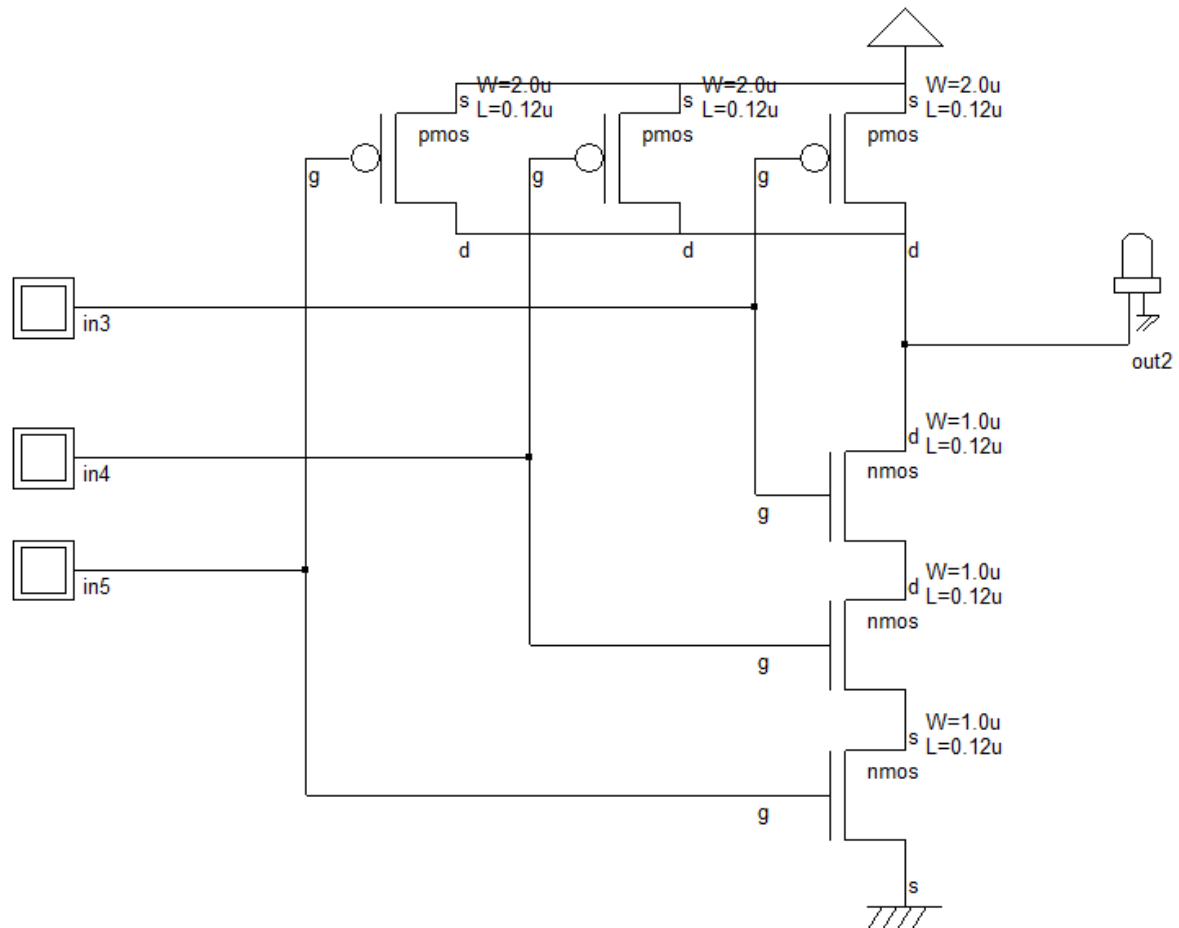 W=2.0u
L=0.12u
s
pmos
g
d
W=2.0u
L=0.12u
s
pmos
g
d
W=2.0u
L=0.12u
s
pmos
g
d
in3
out2
in4
W=1.0u
L=0.12u
d
nmos
g
in5
W=1.0u
L=0.12u
d
nmos
g
W=1.0u
L=0.12u
s
nmos
g
s